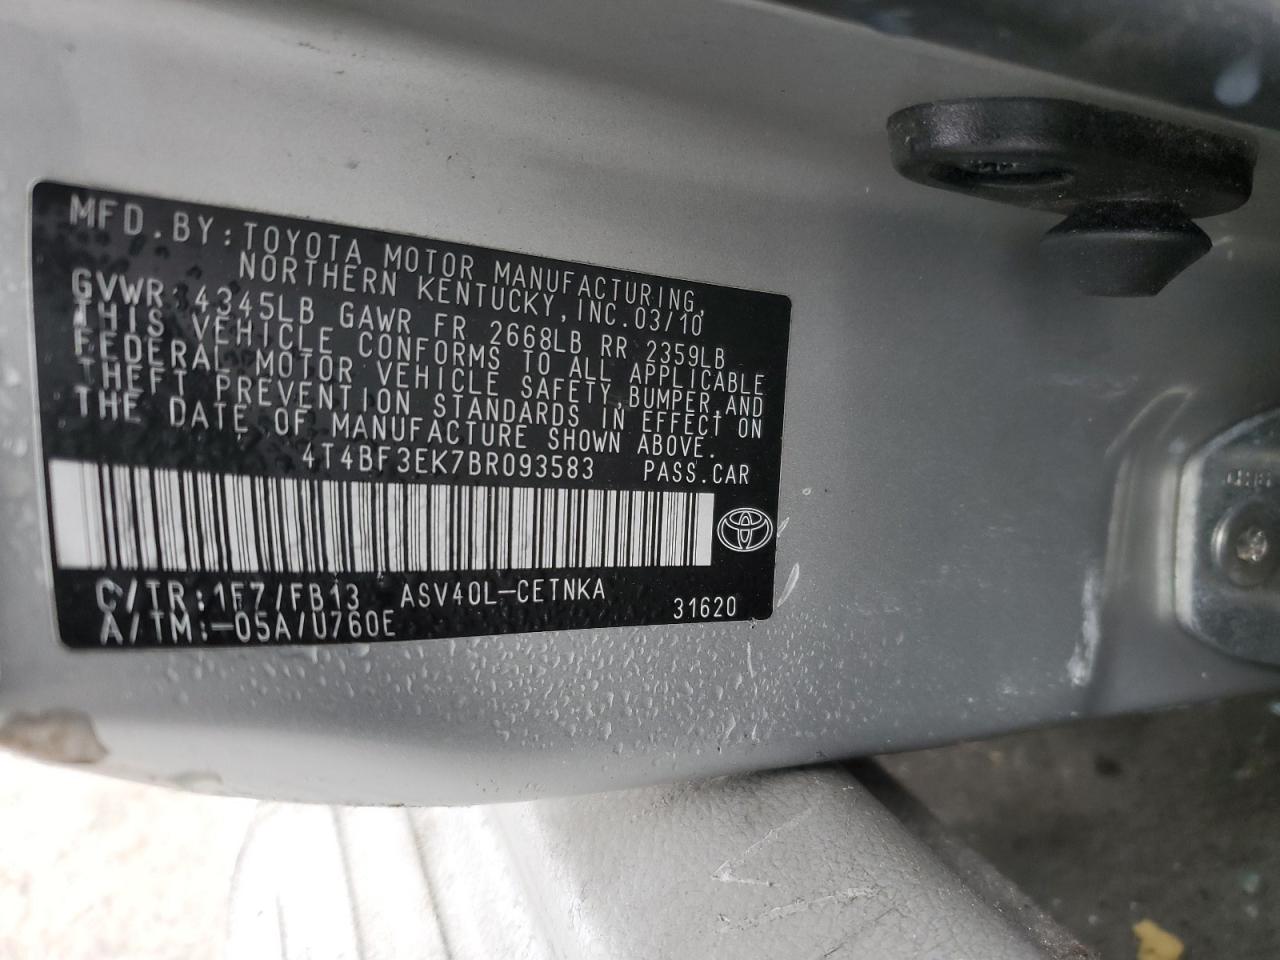 MFD.BY:TOYOTA MOTOR MANUFACTURING,
NORTHERN KENTUCKY,INC.03/10
GVWR 4345LB GAWR FR 2668LB RR 2359LB
THIS VEHICLE CONFORMS TO ALL APPLICABLE
FEDERAL MOTOR VEHICLE SAFETY,BUMPER,AND
THEFT PREVENTION STANDARDS IN EFFECT ON
THE DATE OF MANUFACTURE SHOWN ABOVE.
4T4BF3EK7BR093583 PASS.CAR
C/TR:1F7/FB13 ASV40L-CETNKA
A/TM:-05A/U760E 31620